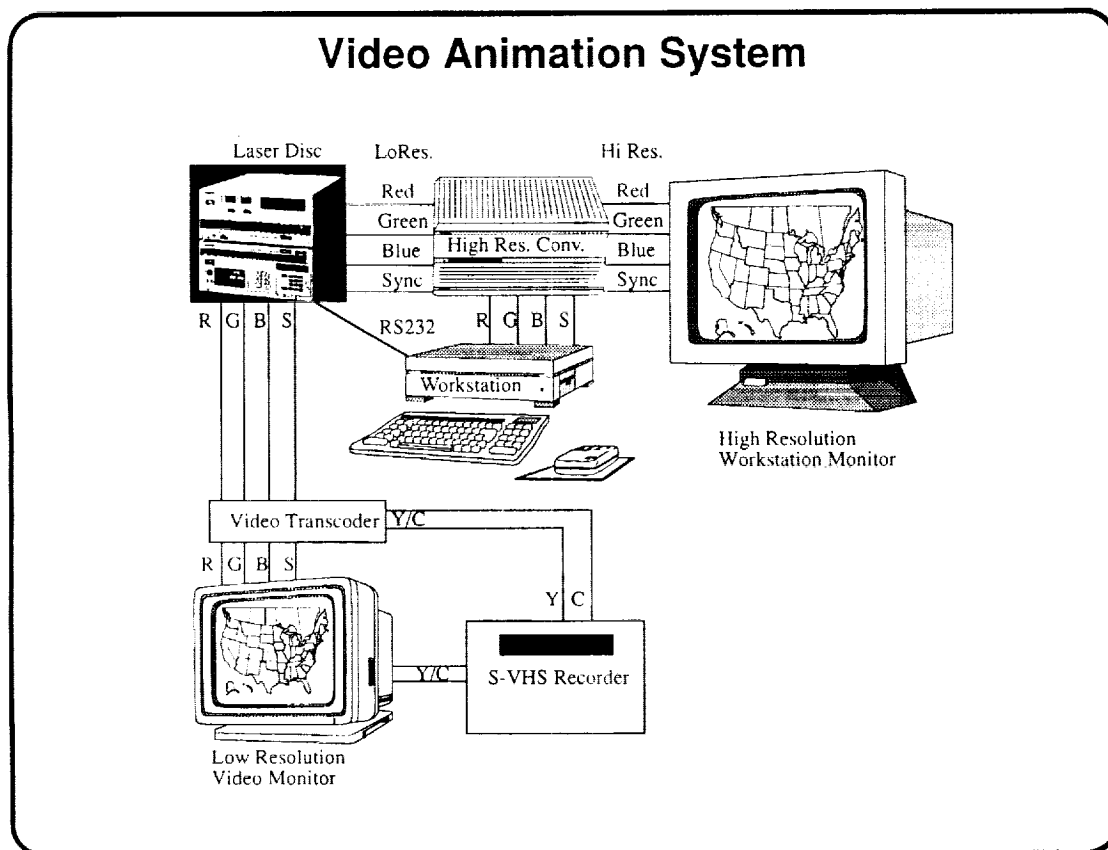 Video Animation System
Laser Disc
LoRes.
Hi Res.
Red
Green
Blue
Sync
High Res. Conv.
Red
Green
Blue
Sync
R G B S
RS232
R G B S
Workstation
High Resolution
Workstation Monitor
Video Transcoder
Y/C
R G B S
Y C
S-VHS Recorder
Y/C
Low Resolution
Video Monitor